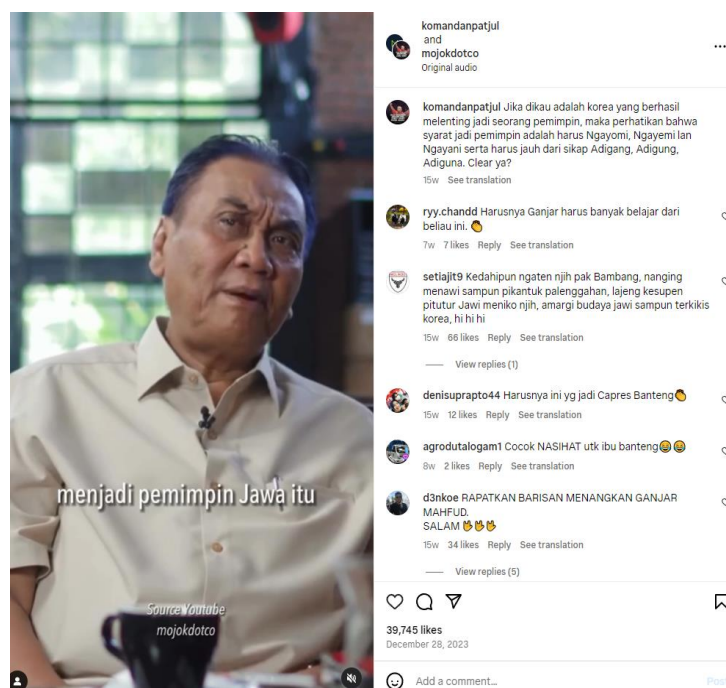 komandanpatjul
and
mojokdotco
Original audio
komandanpatjul Jika dikau adalah korea yang berhasil
melenting jadi seorang pemimpin, maka perhatikan bahwa
syarat jadi pemimpin adalah harus Ngayomi, Ngayemi lan
Ngayani serta harus jauh dari sikap Adigang, Adigung,
Adiguna. Clear ya?
15w See translation
ryy.chandd Harusnya Ganjar harus banyak belajar dari
beliau ini. 👏
7w 7 likes Reply See translation
setiajit9 Kedahipun ngaten njih pak Bambang, nanging
menawi sampun pikantuk palenggahan, lajeng kesupen
pitutur Jawi meniko njih, amargi budaya jawi sampun terkikis
korea, hi hi hi
15w 66 likes Reply See translation
View replies (1)
denisuprapto44 Harusnya ini yg jadi Capres Banteng👏
15w 12 likes Reply See translation
agrodutalogam1 Cocok NASIHAT utk ibu banteng😂😂
8w 2 likes Reply See translation
d3nkoe RAPATKAN BARISAN MENANGKAN GANJAR
MAHFUD.
SALAM 🤟🤟🤟
15w 34 likes Reply See translation
View replies (5)
39,745 likes
December 28, 2023
Add a comment...
Post
menjadi pemimpin Jawa itu
Source Youtube
mojokdotco